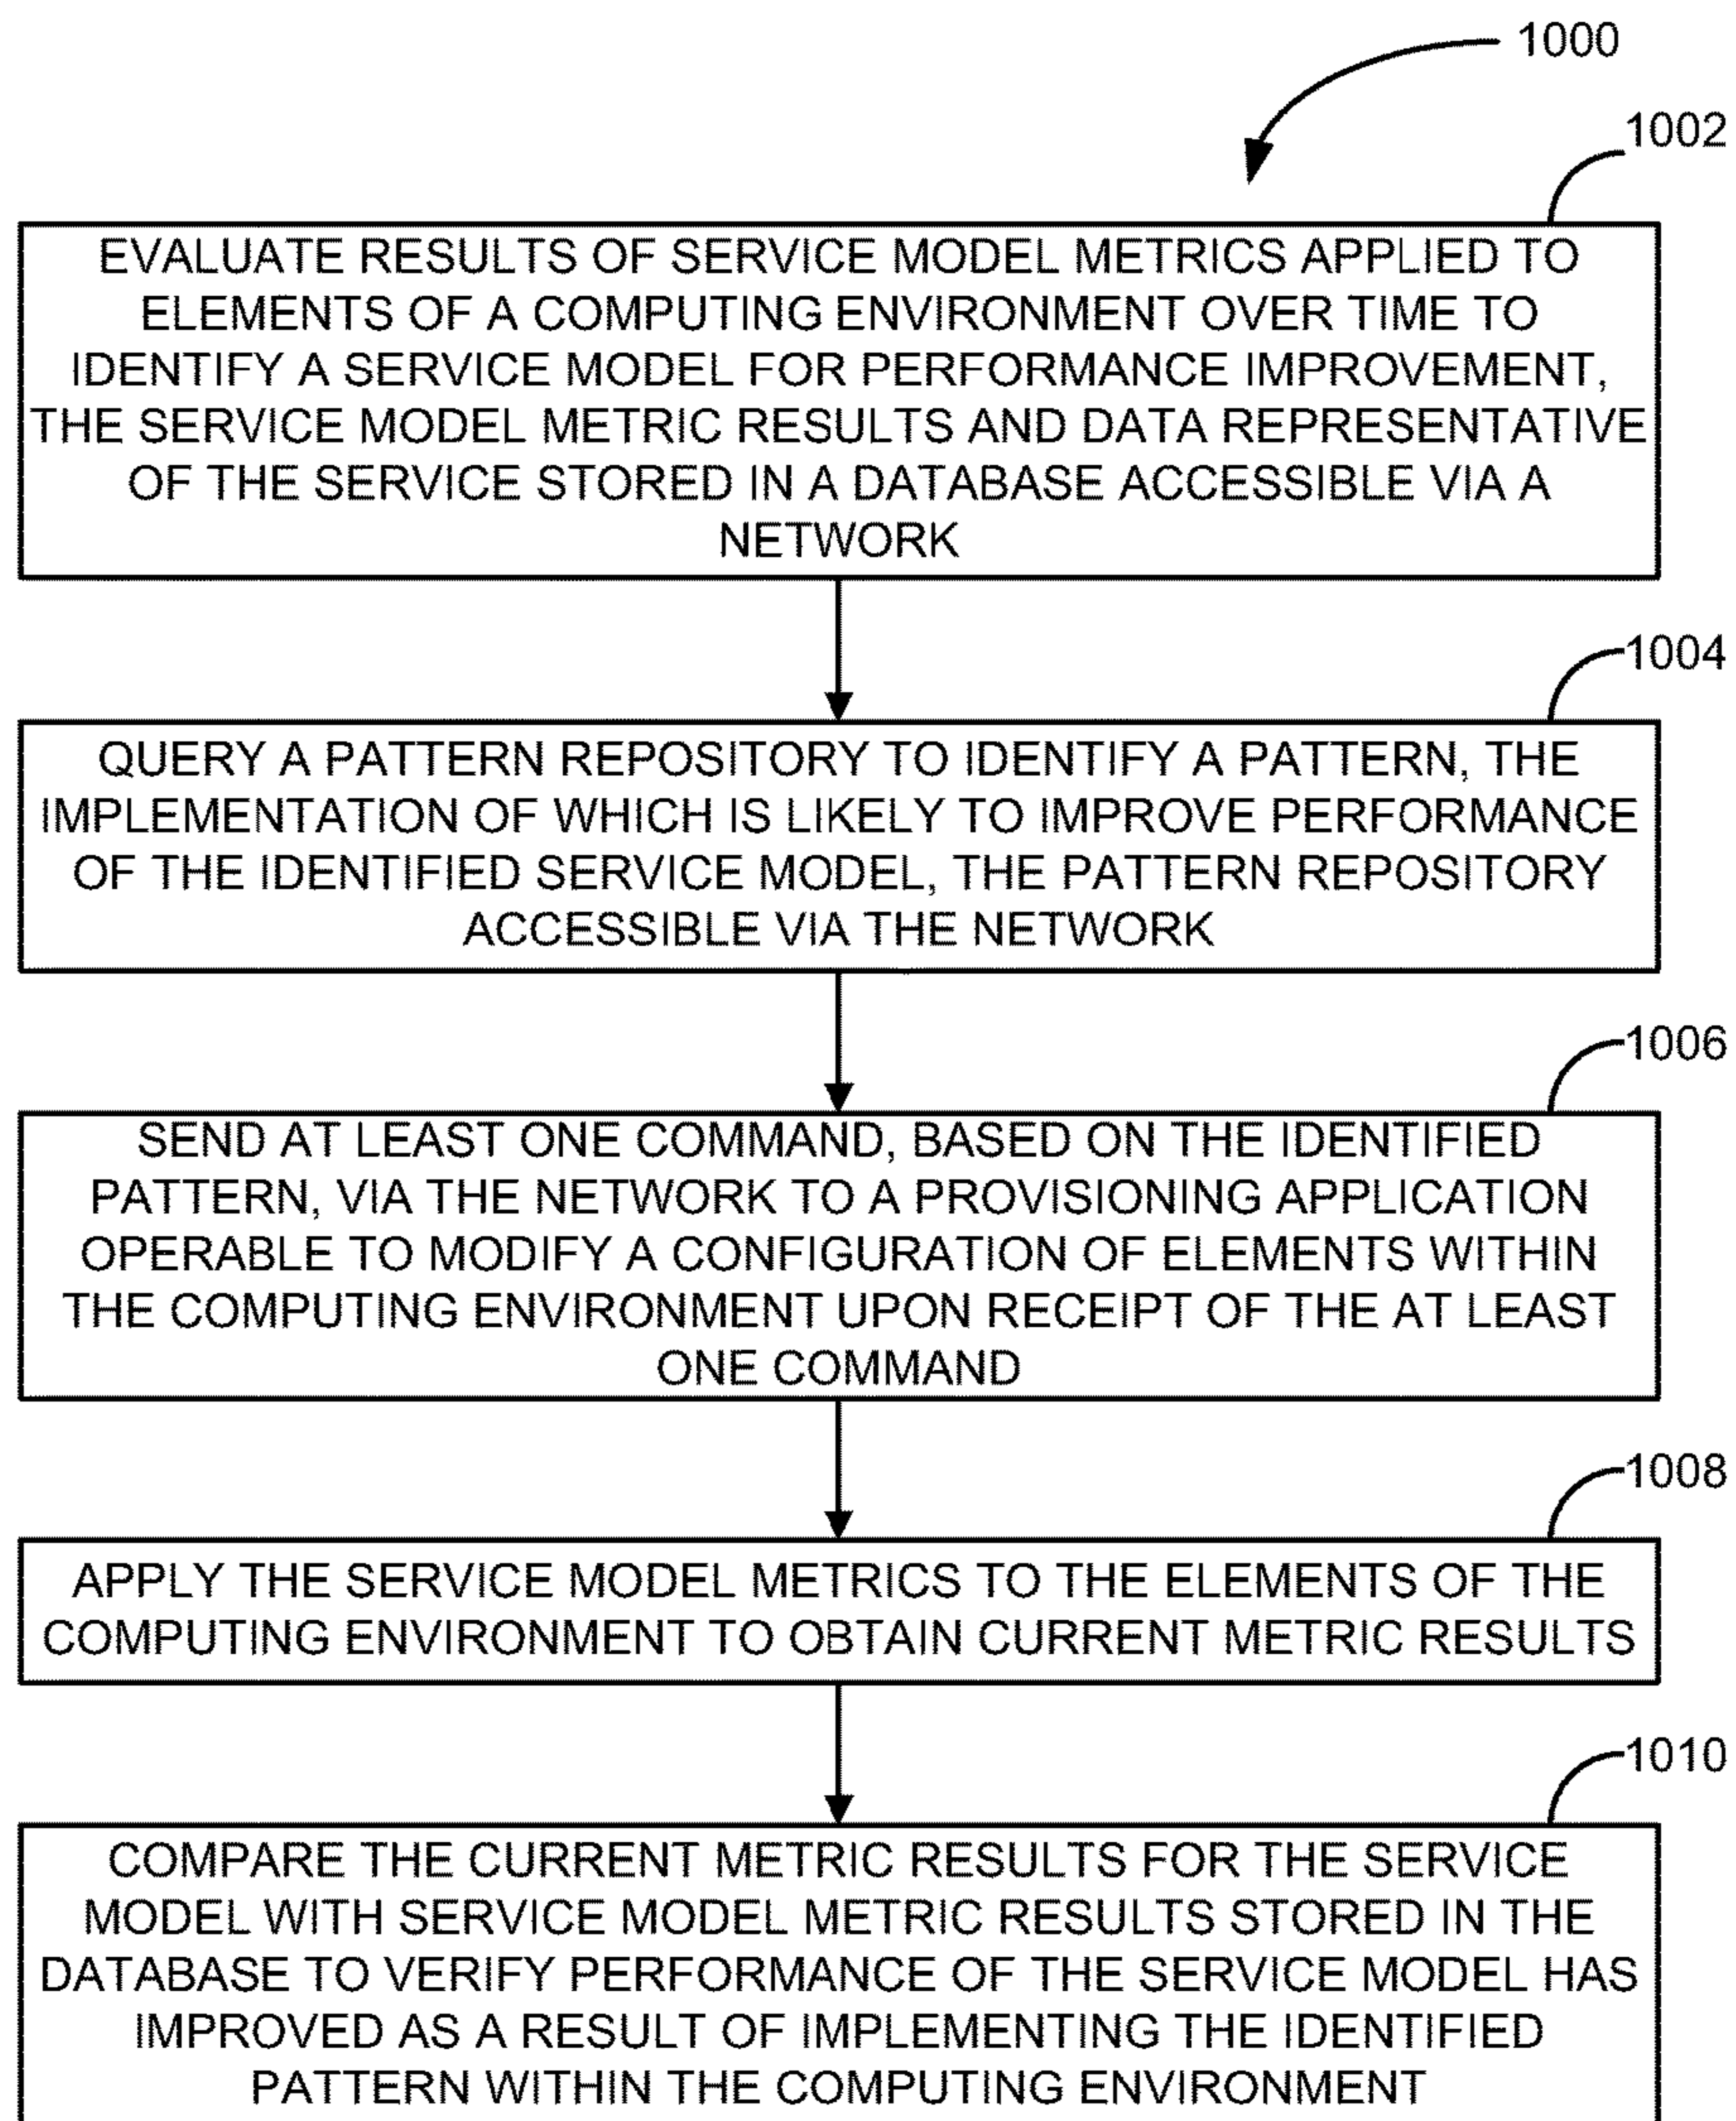 1000
1002
EVALUATE RESULTS OF SERVICE MODEL METRICS APPLIED TO
ELEMENTS OF A COMPUTING ENVIRONMENT OVER TIME TO
IDENTIFY A SERVICE MODEL FOR PERFORMANCE IMPROVEMENT,
THE SERVICE MODEL METRIC RESULTS AND DATA REPRESENTATIVE
OF THE SERVICE STORED IN A DATABASE ACCESSIBLE VIA A
NETWORK
1004
QUERY A PATTERN REPOSITORY TO IDENTIFY A PATTERN, THE
IMPLEMENTATION OF WHICH IS LIKELY TO IMPROVE PERFORMANCE
OF THE IDENTIFIED SERVICE MODEL, THE PATTERN REPOSITORY
ACCESSIBLE VIA THE NETWORK
1006
SEND AT LEAST ONE COMMAND, BASED ON THE IDENTIFIED
PATTERN, VIA THE NETWORK TO A PROVISIONING APPLICATION
OPERABLE TO MODIFY A CONFIGURATION OF ELEMENTS WITHIN
THE COMPUTING ENVIRONMENT UPON RECEIPT OF THE AT LEAST
ONE COMMAND
1008
APPLY THE SERVICE MODEL METRICS TO THE ELEMENTS OF THE
COMPUTING ENVIRONMENT TO OBTAIN CURRENT METRIC RESULTS
1010
COMPARE THE CURRENT METRIC RESULTS FOR THE SERVICE
MODEL WITH SERVICE MODEL METRIC RESULTS STORED IN THE
DATABASE TO VERIFY PERFORMANCE OF THE SERVICE MODEL HAS
IMPROVED AS A RESULT OF IMPLEMENTING THE IDENTIFIED
PATTERN WITHIN THE COMPUTING ENVIRONMENT